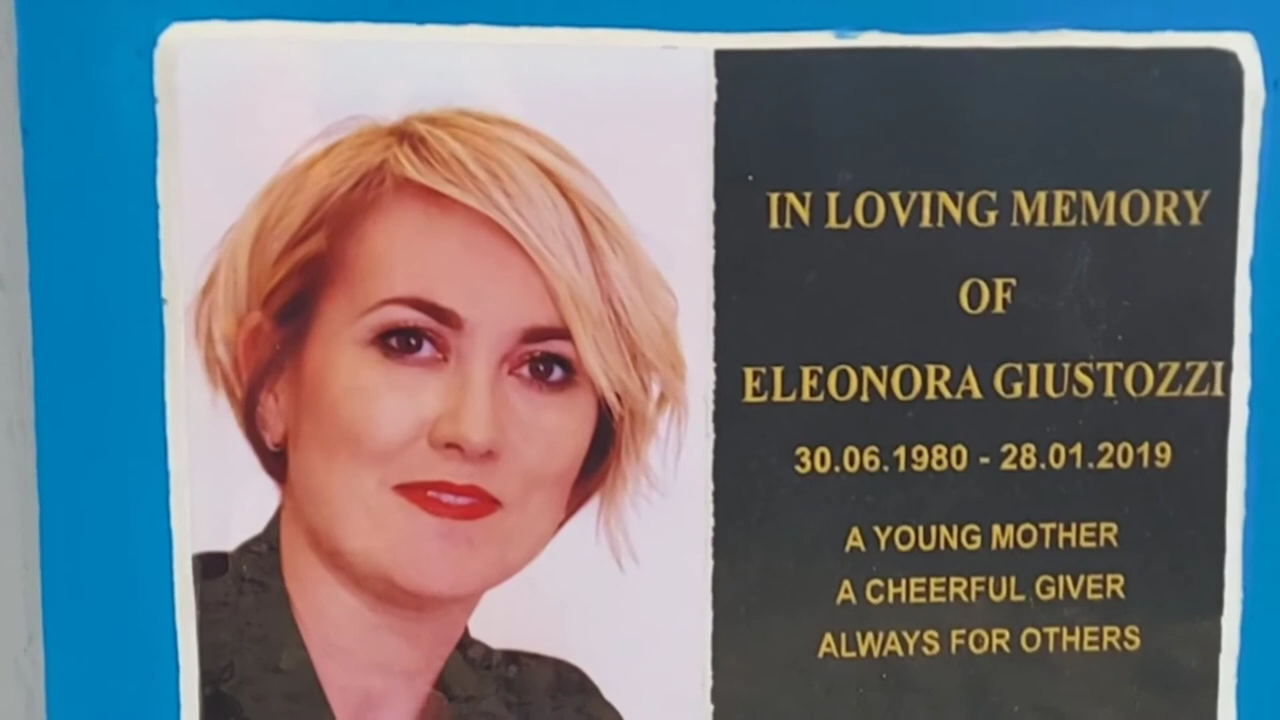 IN LOVING MEMORY
OF
ELEONORA GIUSTOZZI
30.06.1980 - 28.01.2019
A YOUNG MOTHER
A CHEERFUL GIVER
ALWAYS FOR OTHERS